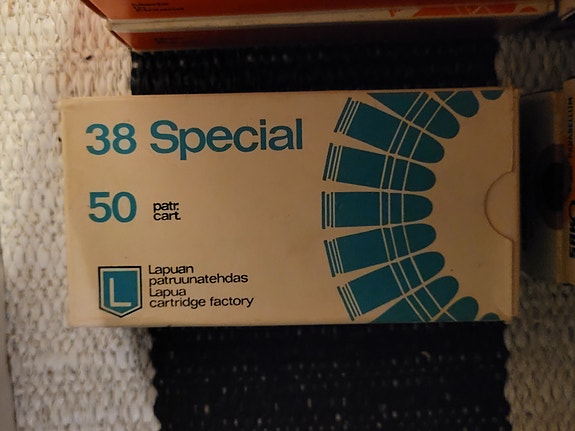 38 Special
50 patr.
cart.
L
Lapuan
patruunatehdas
Lapua
cartridge factory